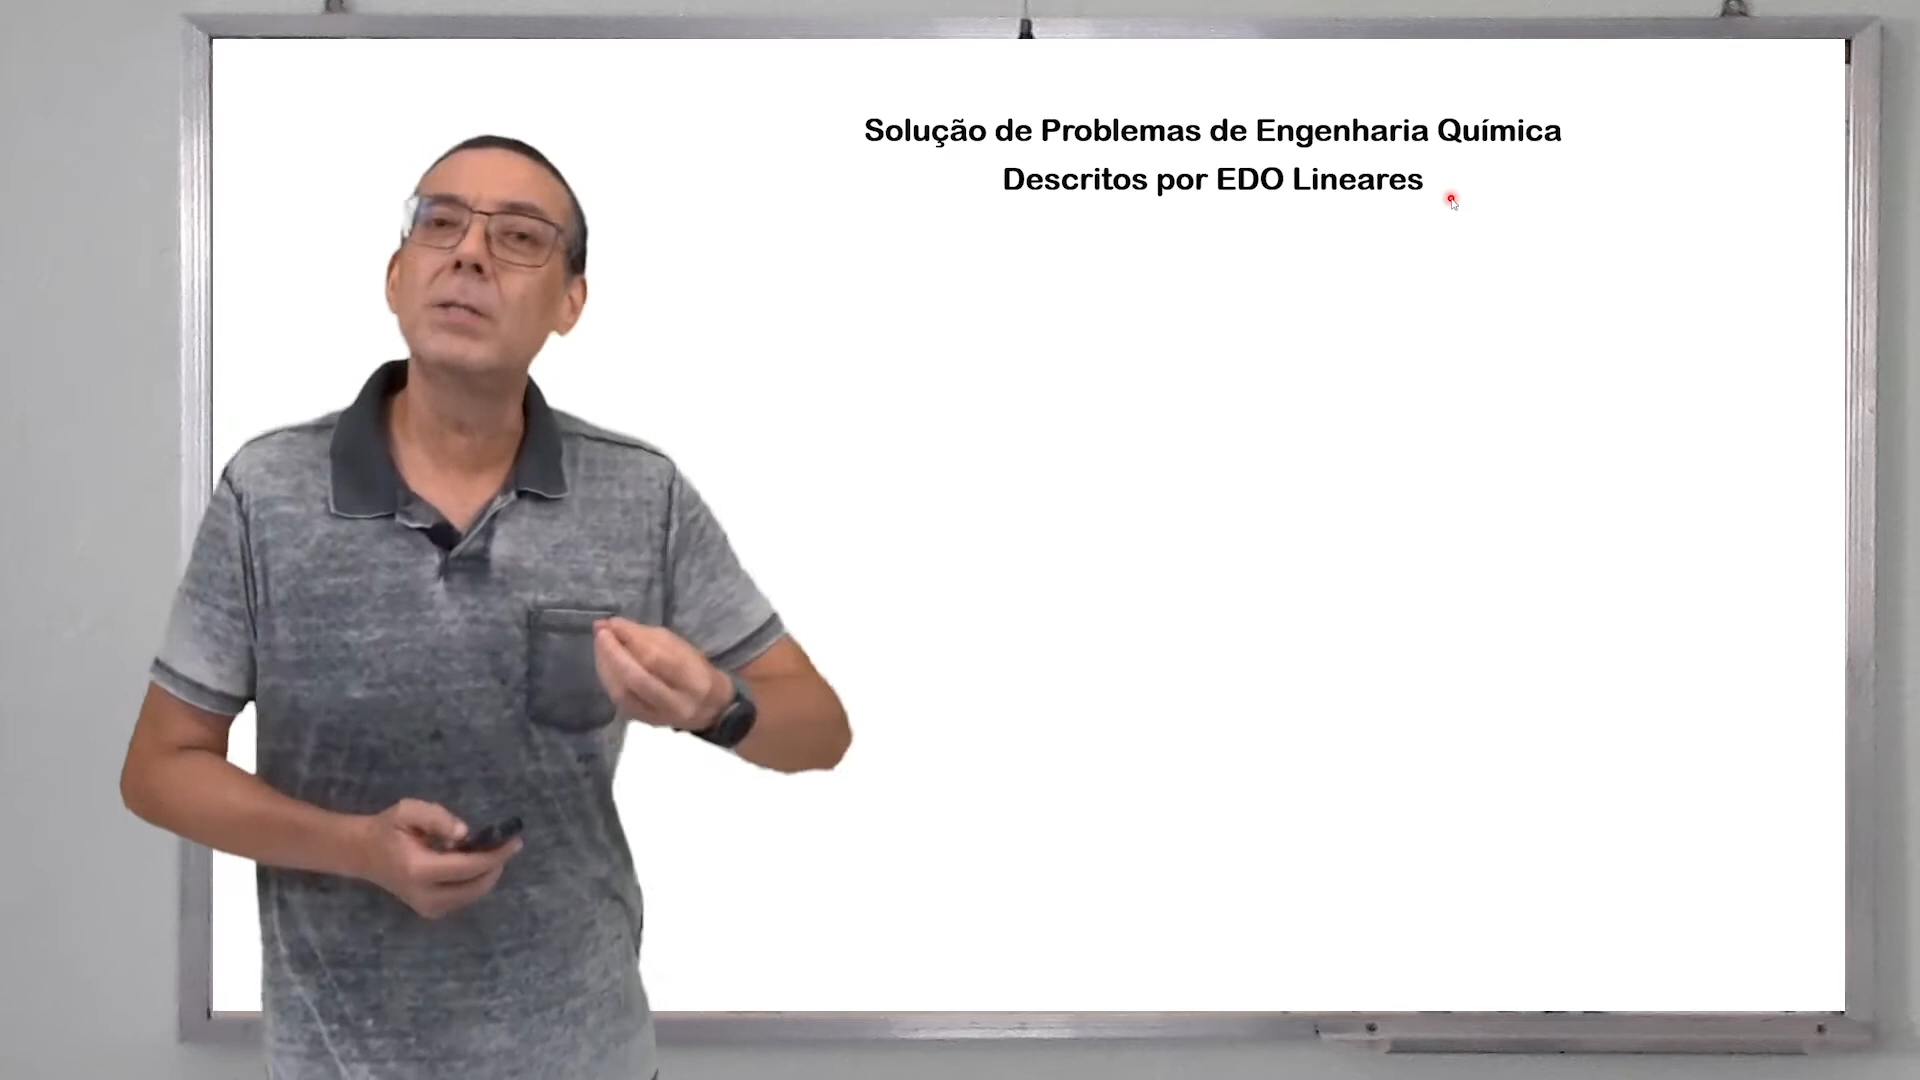 Solução de Problemas de Engenharia Química
Descritos por EDO Lineares